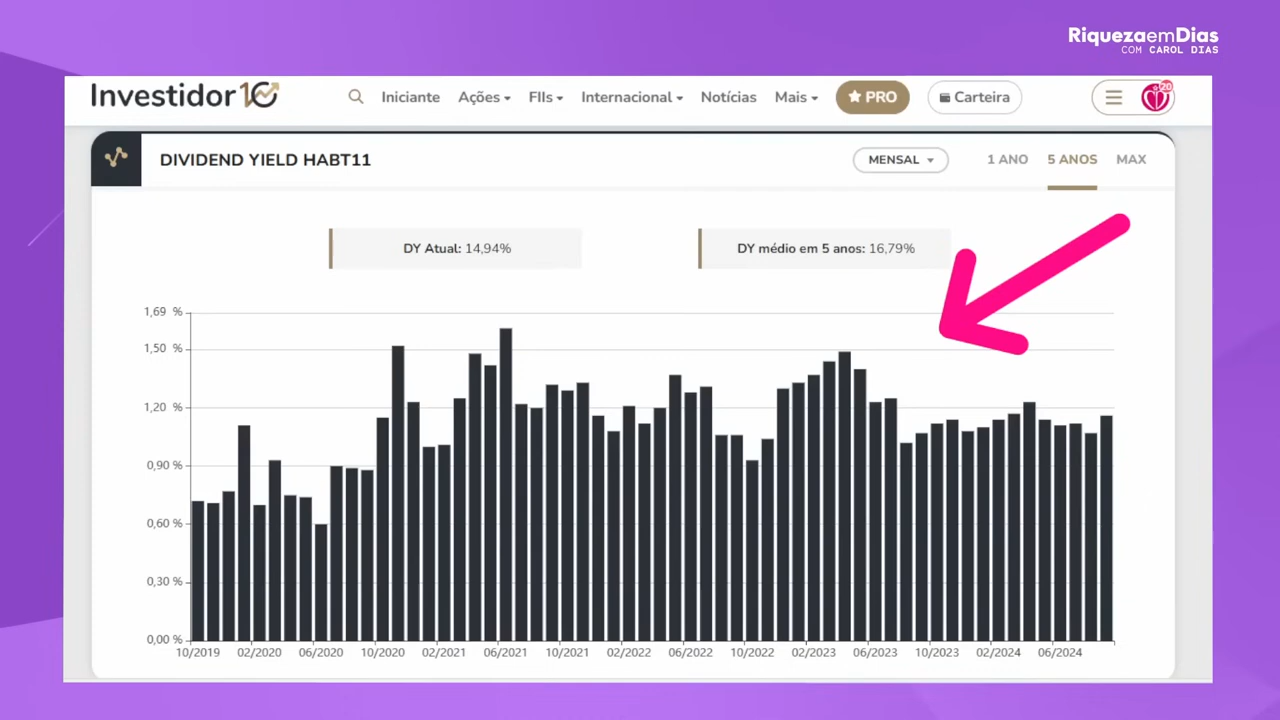 RiquezaemDias
COM CAROL DIAS
Investidor10
Iniciante Ações FIIs Internacional Notícias Mais PRO Carteira 20
DIVIDEND YIELD HABT11 MENSAL 1 ANO 5 ANOS MAX
DY Atual: 14,94% DY médio em 5 anos: 16,79%
1,69 %
1,50 %
1,20 %
0,90 %
0,60 %
0,30 %
0,00 %
10/2019 02/2020 06/2020 10/2020 02/2021 06/2021 10/2021 02/2022 06/2022 10/2022 02/2023 06/2023 10/2023 02/2024 06/2024